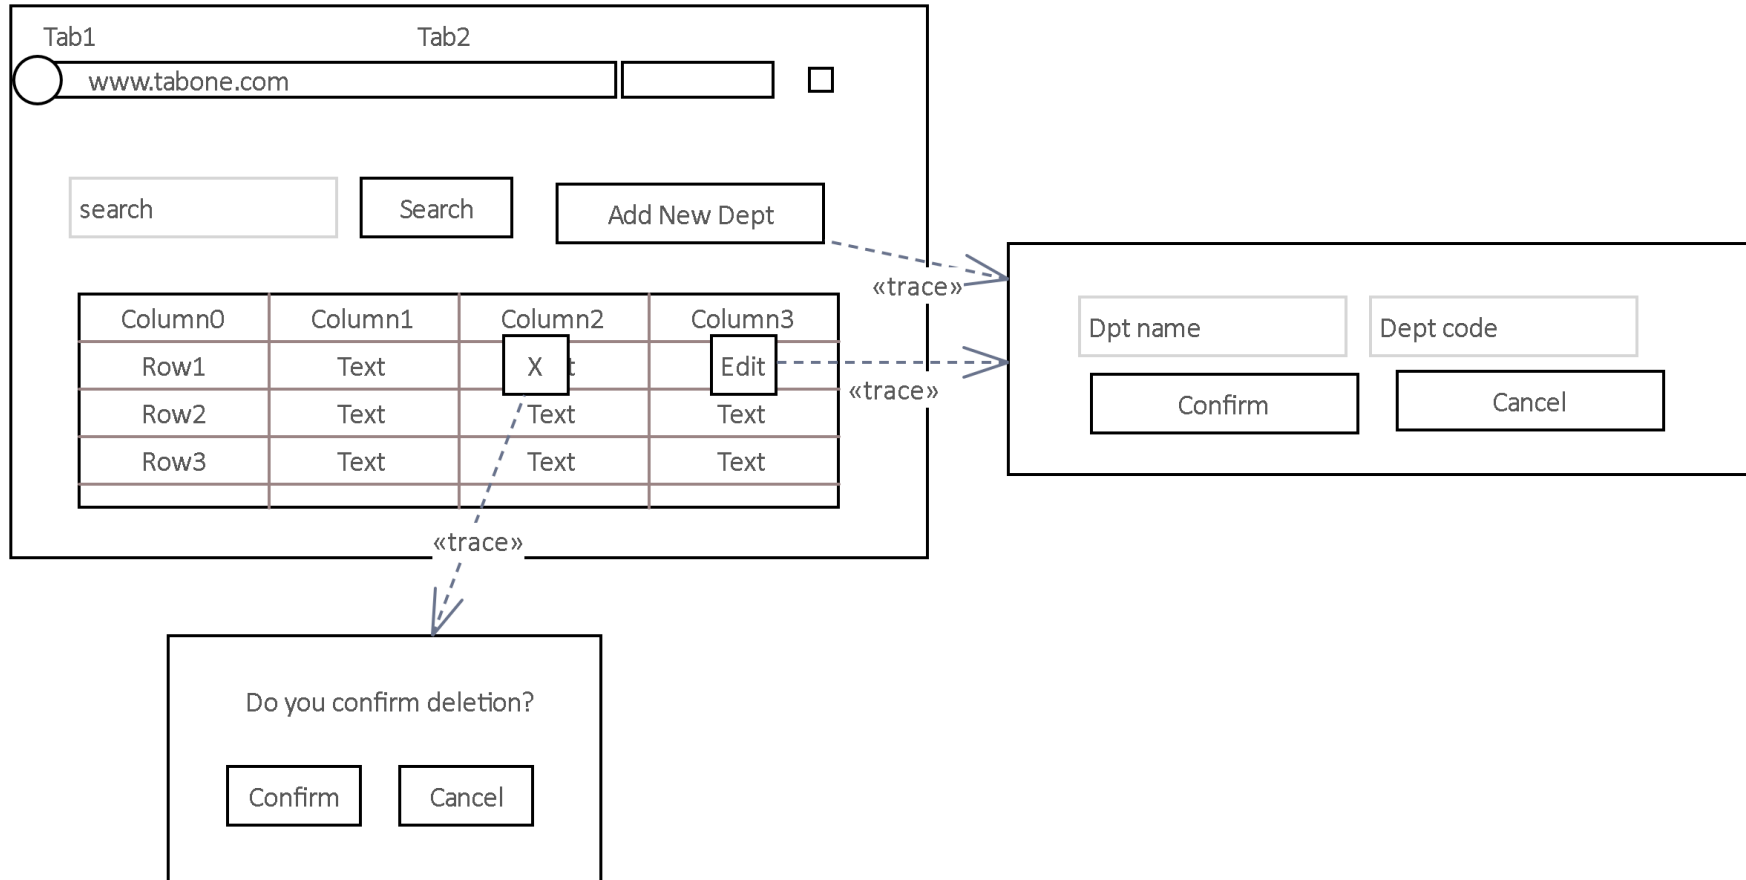 Tab1 Tab2
www.tabone.com
search Search Add New Dept
«trace»
Column0 Column1 Column2 Column3
Row1 Text X t Edit
«trace»
Row2 Text Text Text
Row3 Text Text Text
«trace»
Dpt name Dept code
Confirm Cancel
Do you confirm deletion?
Confirm Cancel